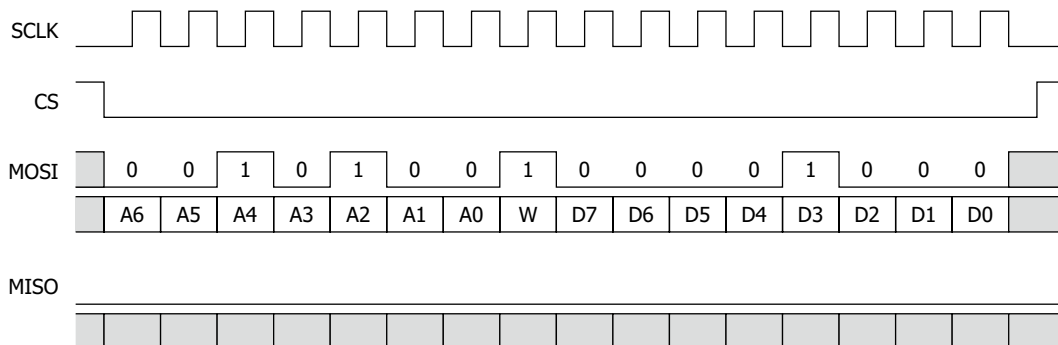 SCLK
CS
MOSI 0 0 1 0 1 0 0 1 0 0 0 0 1 0 0 0
A6 A5 A4 A3 A2 A1 A0 W D7 D6 D5 D4 D3 D2 D1 D0
MISO